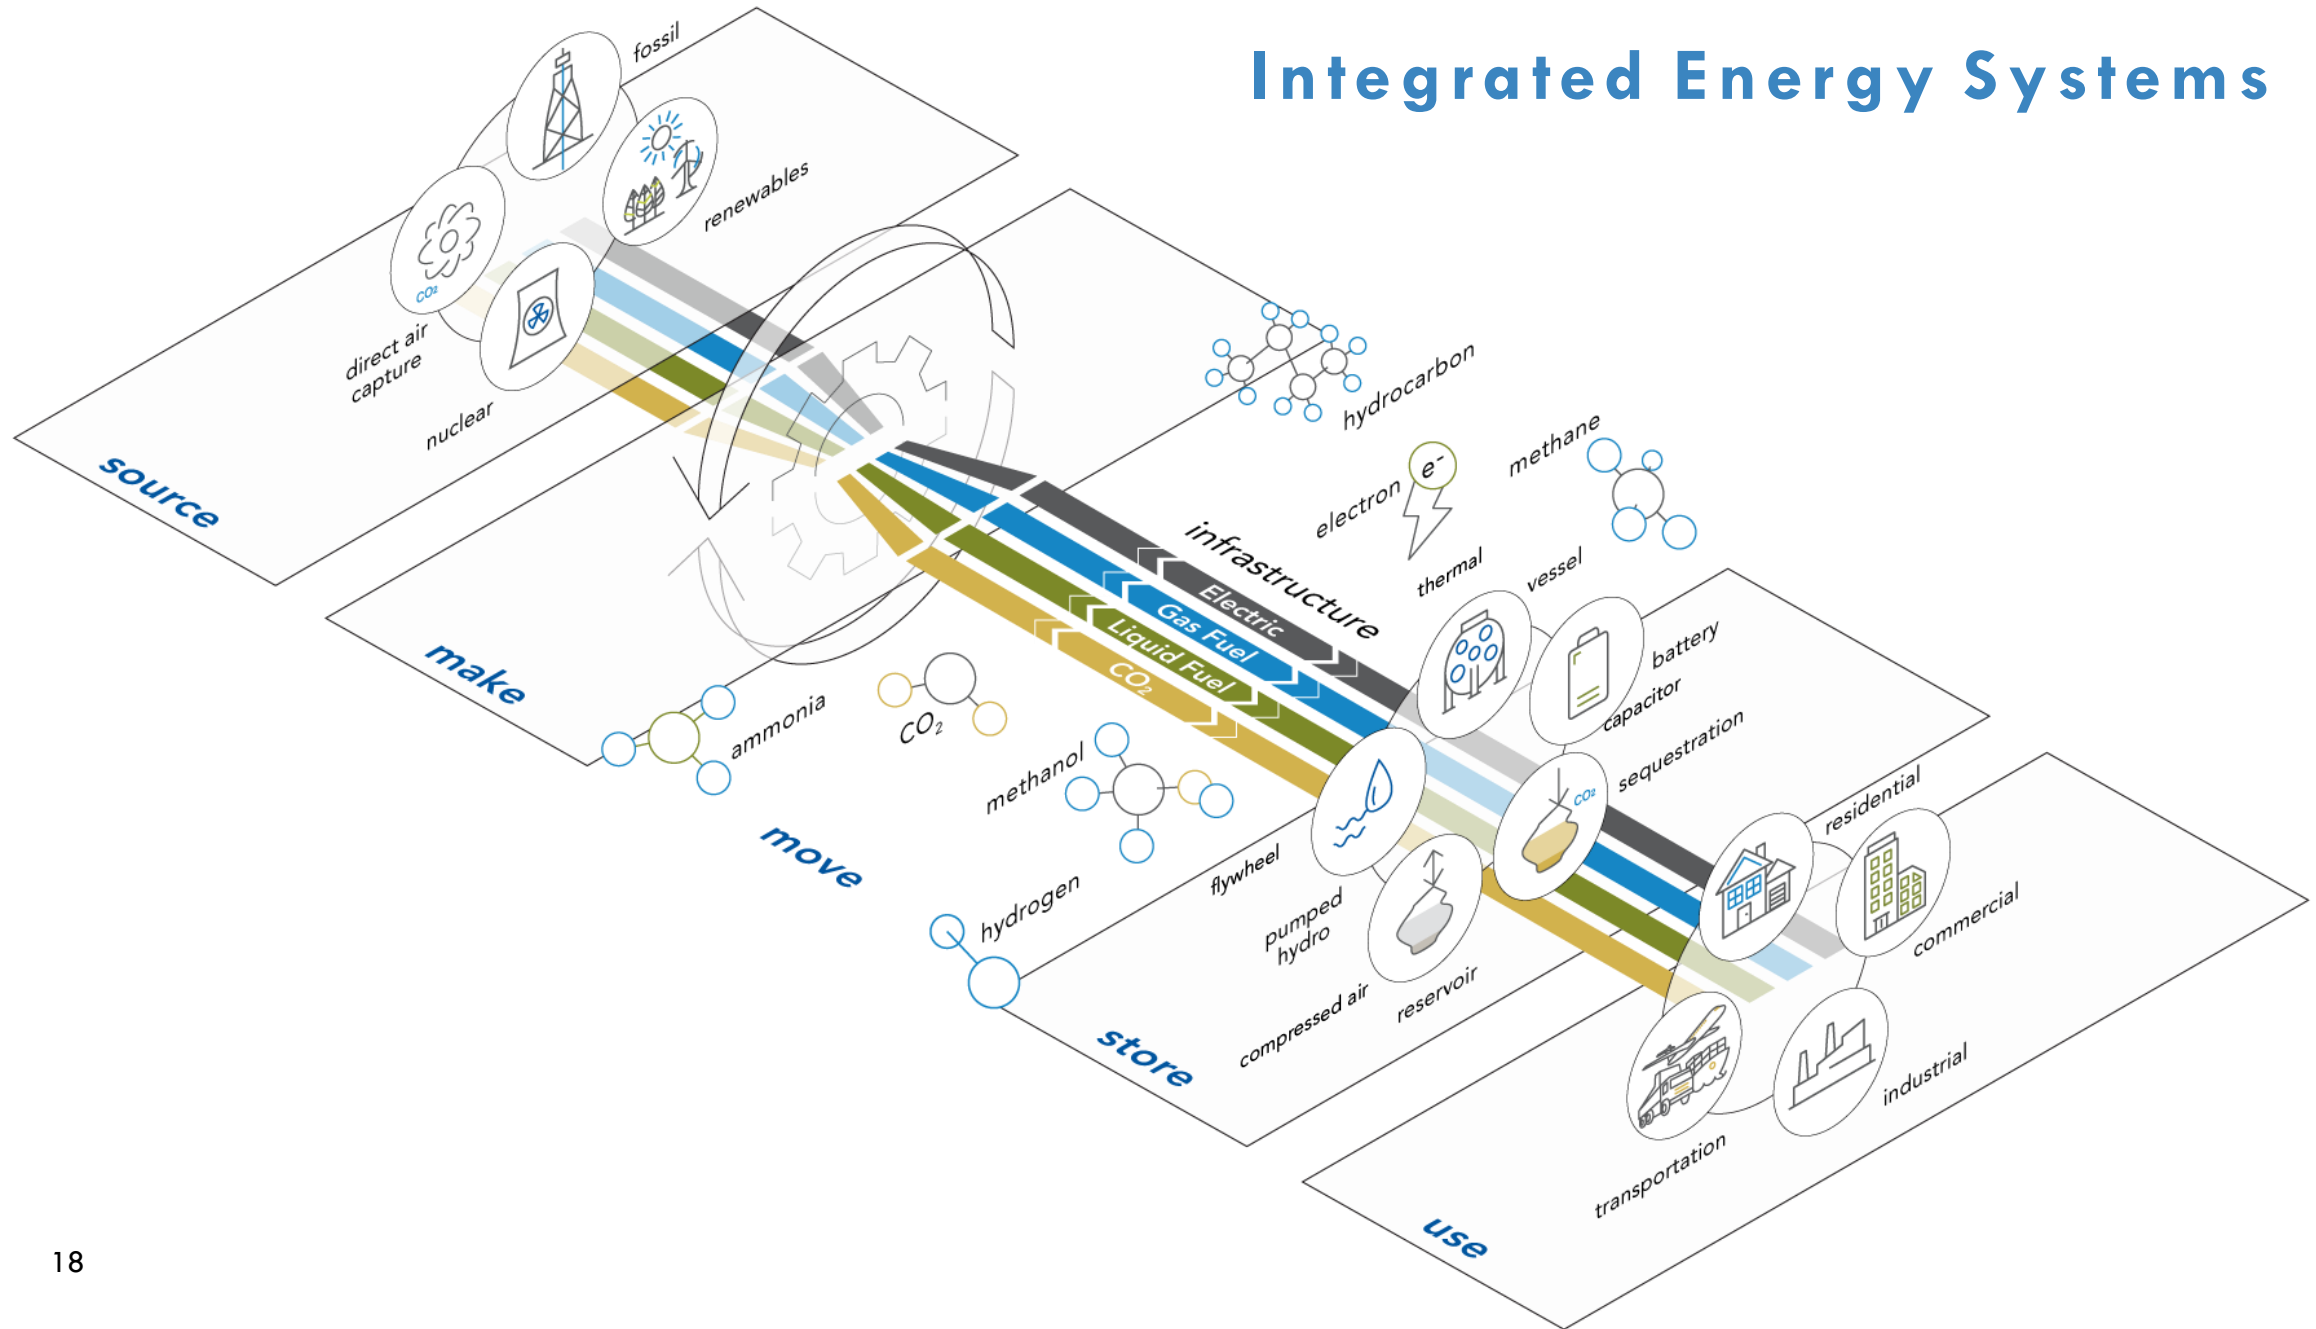 Integrated Energy Systems
fossil
renewables
CO₂
direct air
capture
nuclear
source
make
hydrocarbon
methane
electron
e-
infrastructure
Electric
Gas Fuel
Liquid Fuel
CO₂
ammonia
CO₂
methanol
hydrogen
move
thermal
vessel
battery
capacitor
sequestration
CO₂
flywheel
pumped
hydro
compressed air
reservoir
store
residential
commercial
industrial
transportation
use
18